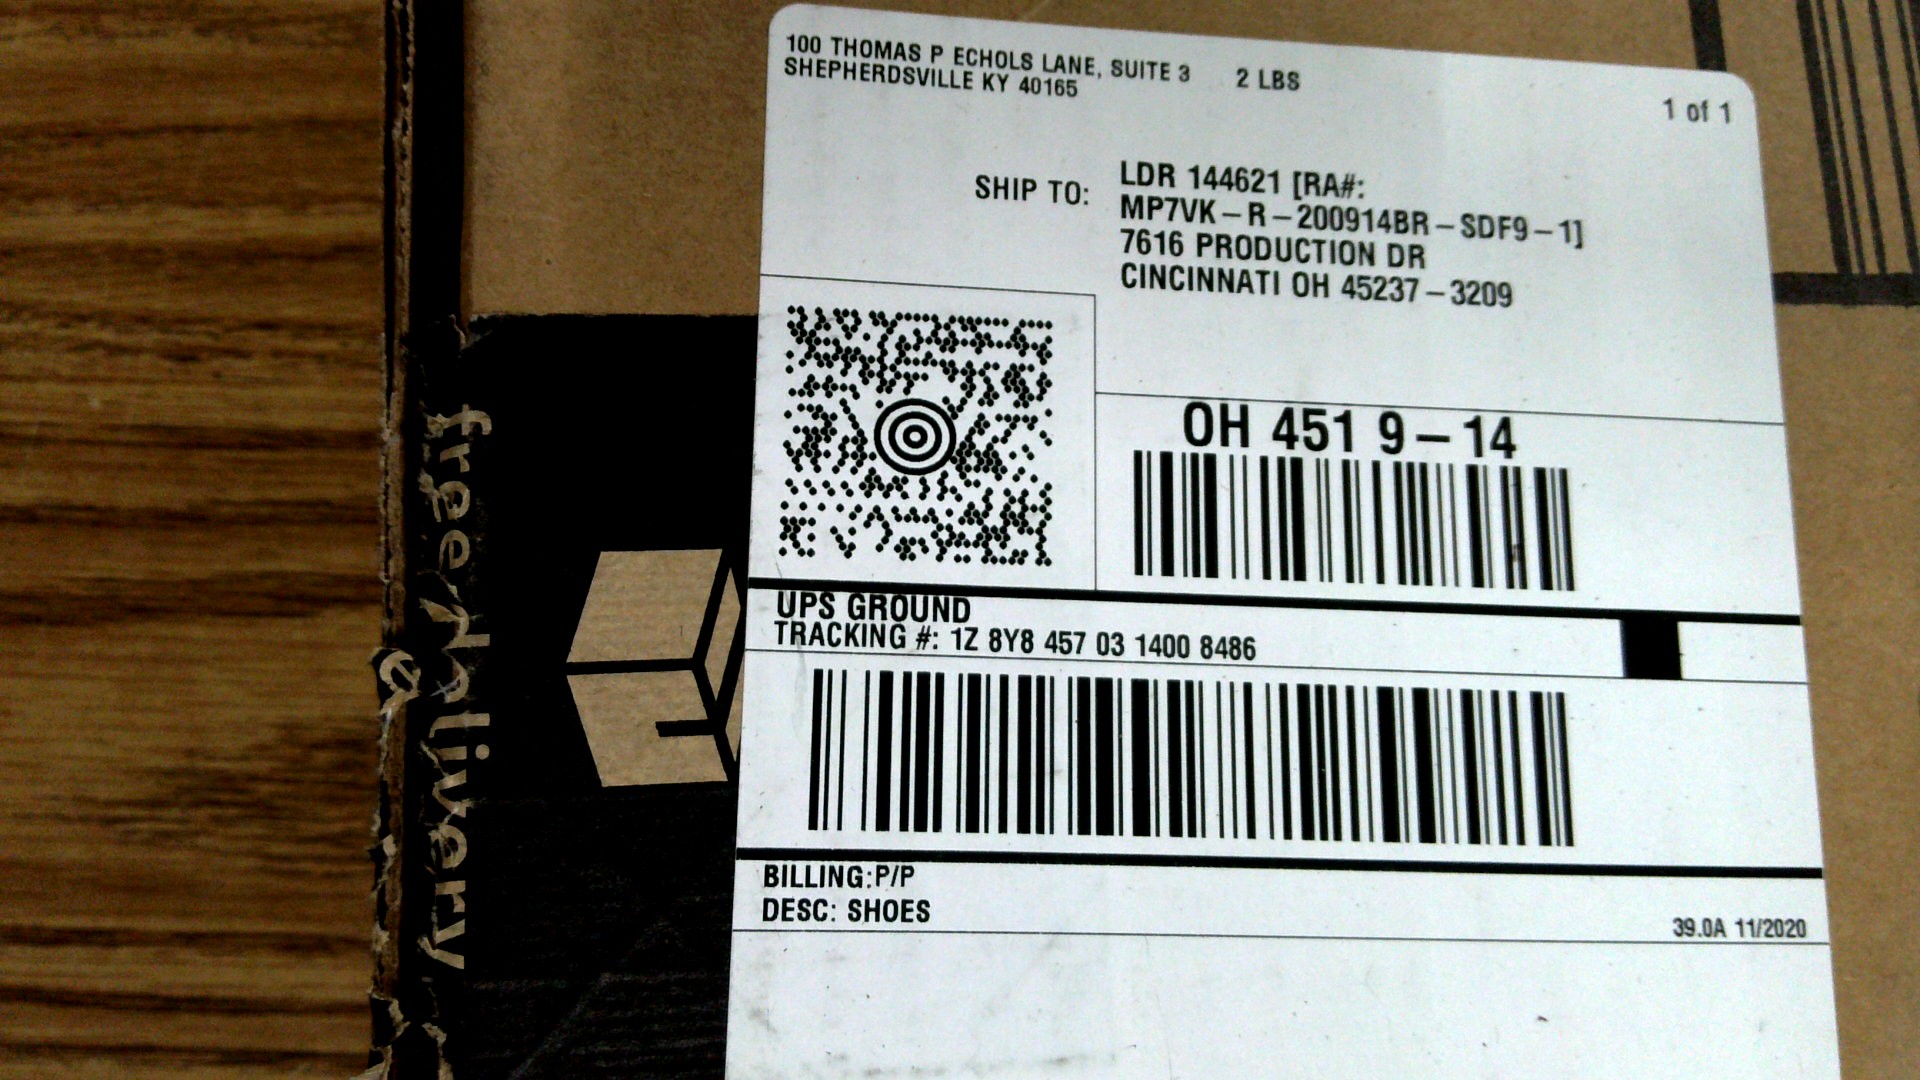 100 THOMAS P ECHOLS LANE, SUITE 3 2 LBS
SHEPHERDSVILLE KY 40165
1 of 1
SHIP TO: LDR 144621 [RA#:
MP7VK-R-200914BR-SDF9-1]
7616 PRODUCTION DR
CINCINNATI OH 45237-3209
OH 451 9-14
UPS GROUND
TRACKING #: 1Z 8Y8 457 03 1400 8486
BILLING:P/P
DESC: SHOES
39.0A 11/2020
free delivery